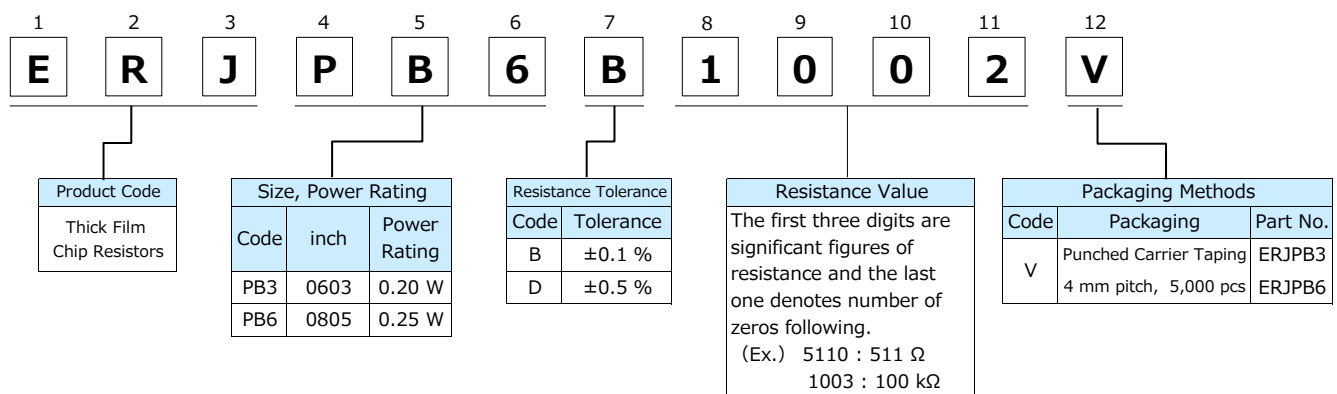 1 2 3 4 5 6 7 8 9 10 11 12
E R J P B 6 B 1 0 0 2 V
Product Code
Thick Film
Chip Resistors
Size, Power Rating
Code inch Power Rating
PB3 0603 0.20 W
PB6 0805 0.25 W
Resistance Tolerance
Code Tolerance
B ±0.1 %
D ±0.5 %
Resistance Value
The first three digits are
significant figures of
resistance and the last
one denotes number of
zeros following.
(Ex.) 5110 : 511 Ω
1003 : 100 kΩ
Packaging Methods
Code Packaging Part No.
V Punched Carrier Taping ERJPB3
4 mm pitch, 5,000 pcs ERJPB6